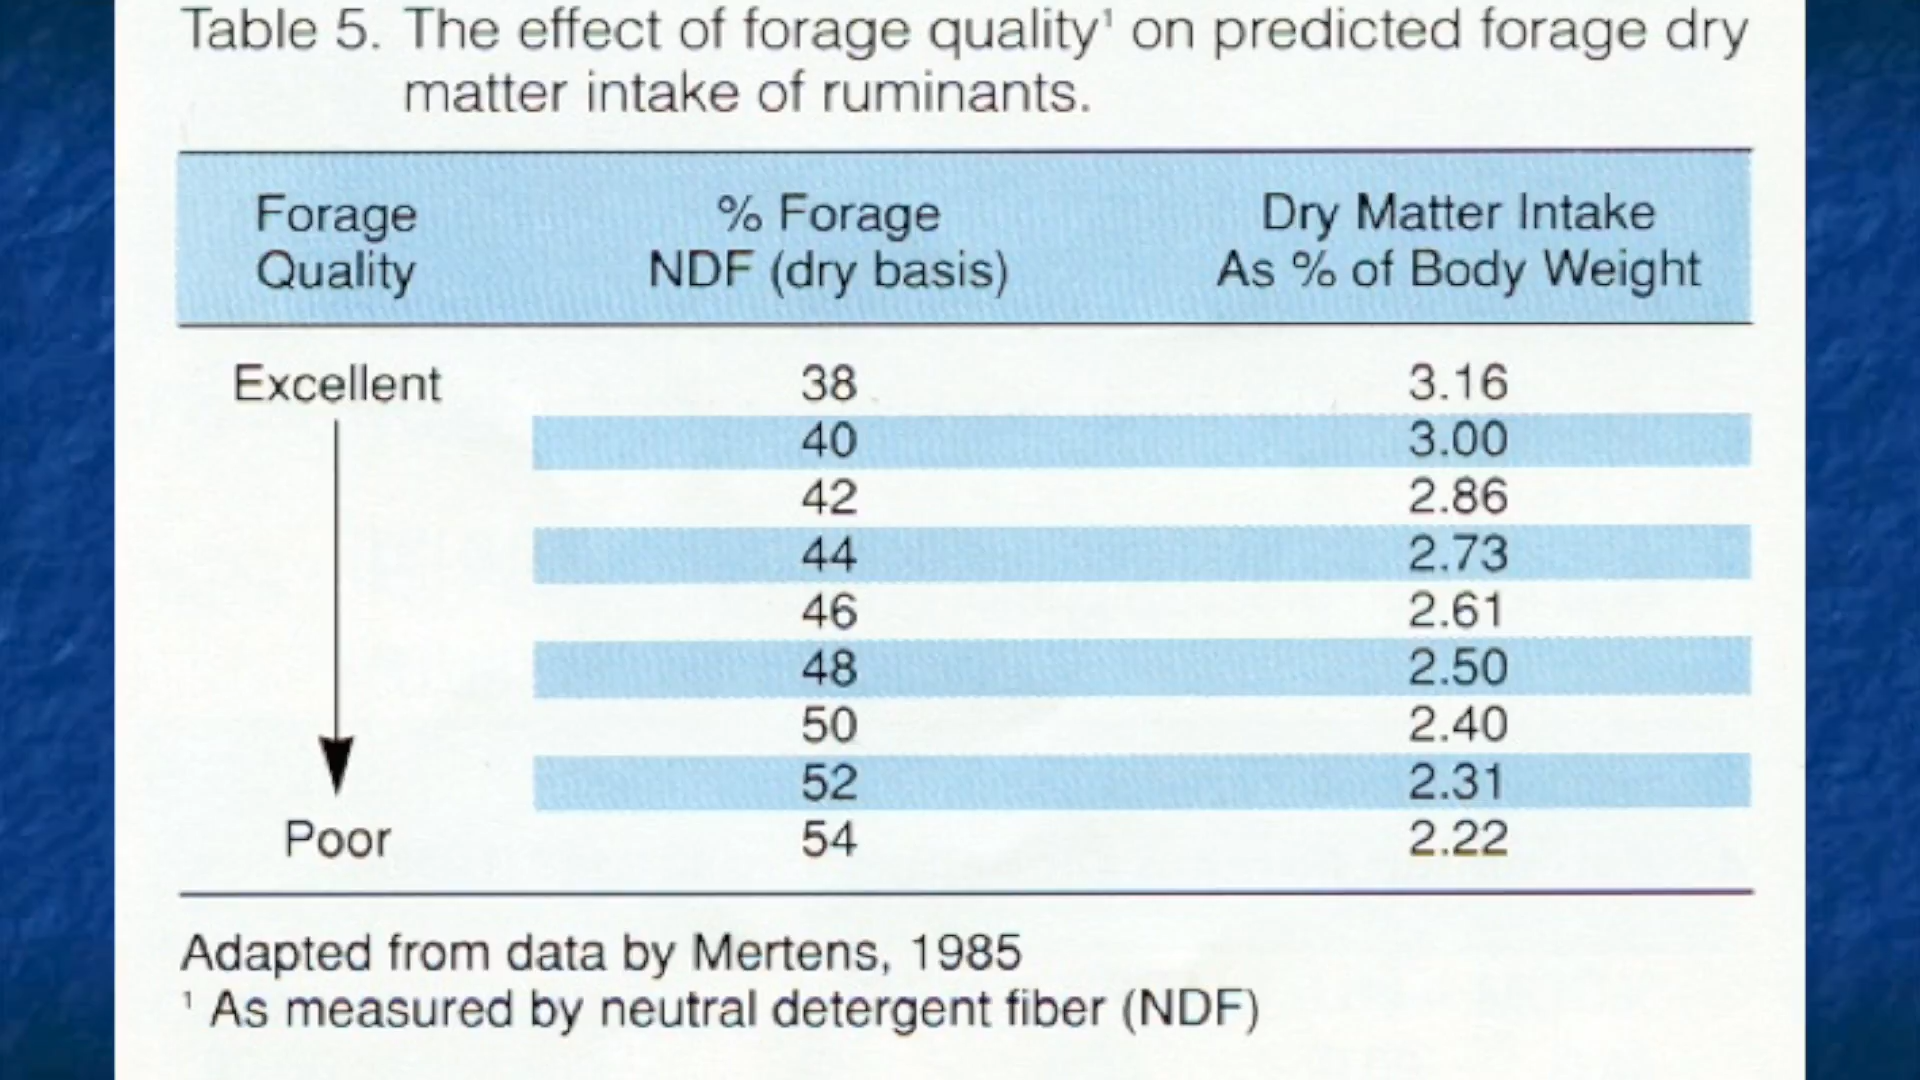 Table 5. The effect of forage quality¹ on predicted forage dry
matter intake of ruminants.
Forage Quality
% Forage NDF (dry basis)
Dry Matter Intake As % of Body Weight
Excellent 38 3.16
40 3.00
42 2.86
44 2.73
46 2.61
48 2.50
50 2.40
52 2.31
Poor 54 2.22
Adapted from data by Mertens, 1985
¹ As measured by neutral detergent fiber (NDF)